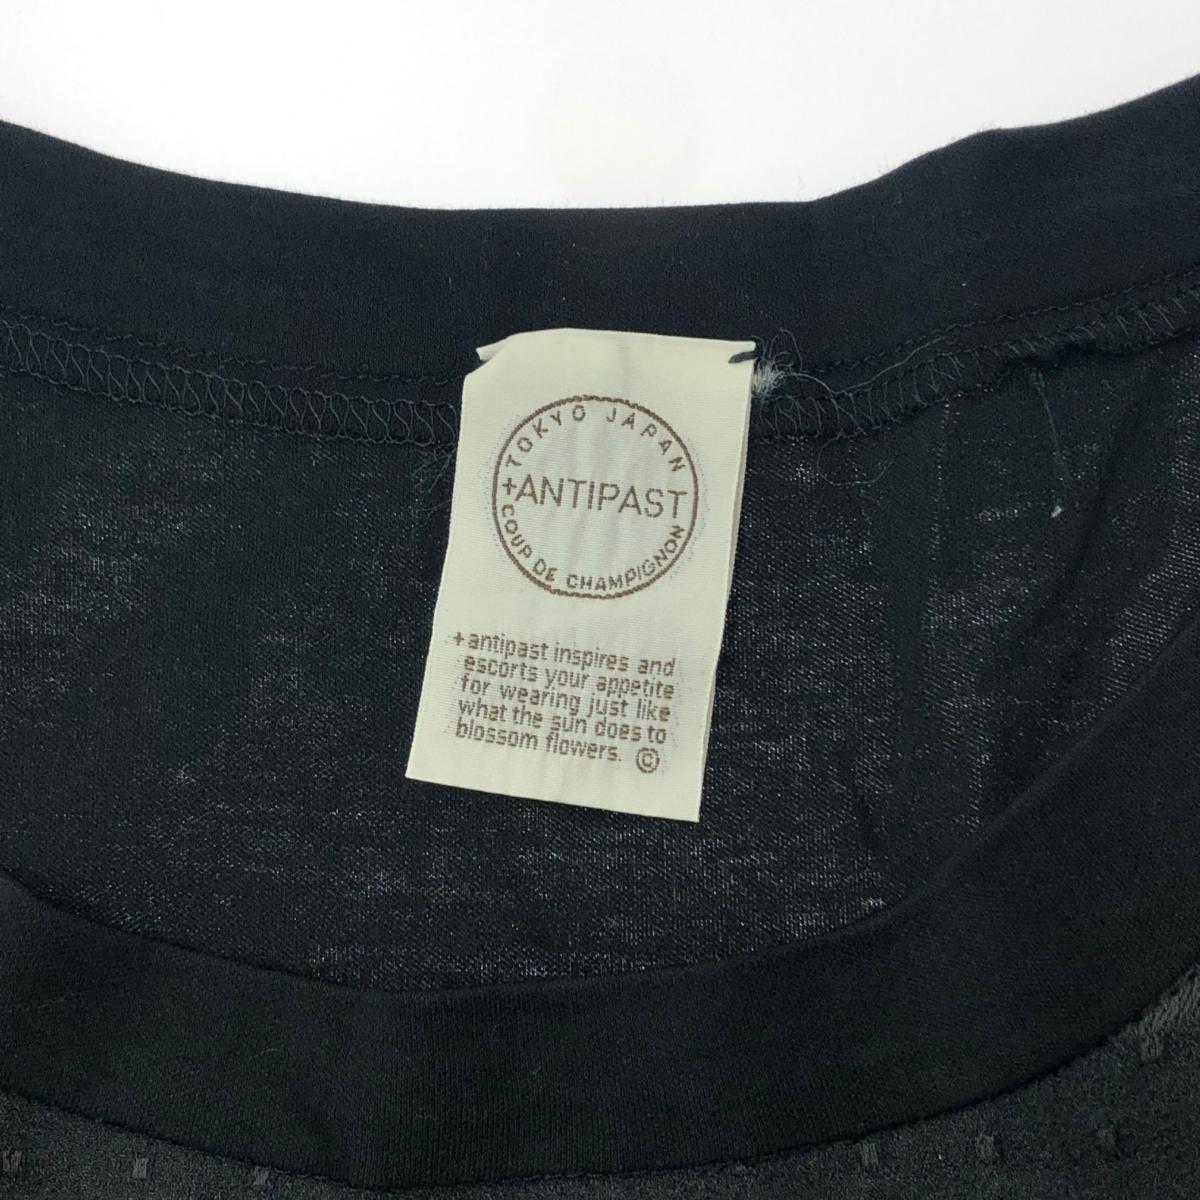 TOKYO JAPAN
+ANTIPAST
+COUP DE CHAMPIGNON
+antipast inspires and
escorts your appetite
for wearing just like
what the sun does to
blossom flowers. ©